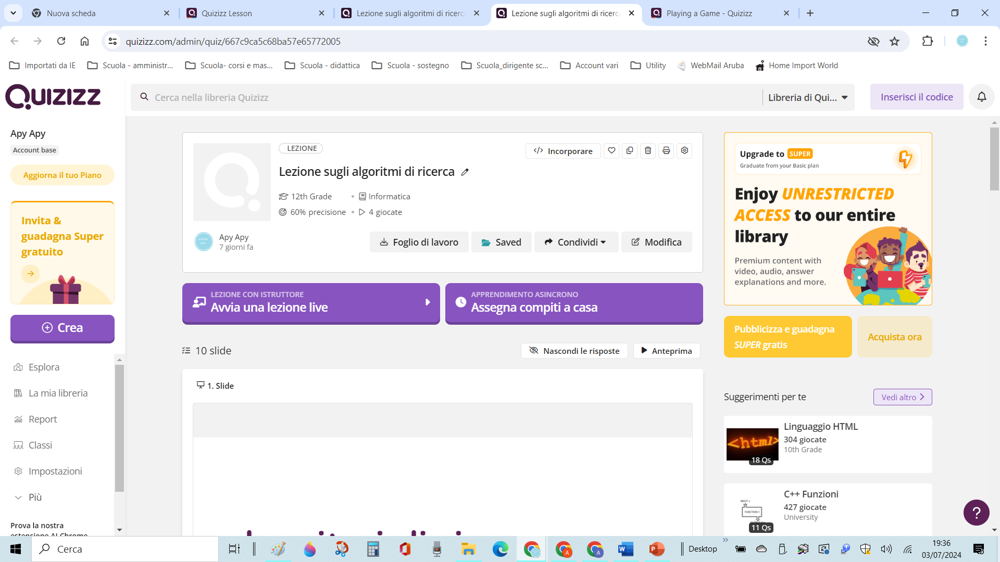 Nuova scheda
Quizizz Lesson
Lezione sugli algoritmi di ricerc
Lezione sugli algoritmi di ricerc
Playing a Game - Quizizz
quizizz.com/admin/quiz/667c9ca5c68ba57e65772005
Importati da IE
Scuola - amministr...
Scuola- corsi e mas...
Scuola - didattica
Scuola - sostegno
Scuola_dirigente sc...
Account vari
Utility
WebMail Aruba
Home Import World
QUIZIZZ
Cerca nella libreria Quizizz
Libreria di Qui...
Inserisci il codice
Apy Apy
Account base
Aggiorna il tuo Piano
Invita &
guadagna Super
gratuito
Crea
Esplora
La mia libreria
Report
Classi
Impostazioni
Più
Prova la nostra
estensione AI Chrome
LEZIONE
Incorporare
Lezione sugli algoritmi di ricerca
12th Grade • Informatica
60% precisione • 4 giocate
Apy Apy
7 giorni fa
Foglio di lavoro
Saved
Condividi
Modifica
LEZIONE CON ISTRUTTORE
Avvia una lezione live
APPRENDIMENTO ASINCRONO
Assegna compiti a casa
10 slide
Nascondi le risposte
Anteprima
1. Slide
Upgrade to SUPER
Graduate from your Basic plan
Enjoy UNRESTRICTED
ACCESS to our entire
library
Premium content with
video, audio, answer
explanations and more.
Pubblicizza e guadagna
SUPER gratis
Acquista ora
Suggerimenti per te
Vedi altro
<html>
18 Qs
Linguaggio HTML
304 giocate
10th Grade
11 Qs
C++ Funzioni
427 giocate
University
?
Cerca
Desktop
19:36
03/07/2024